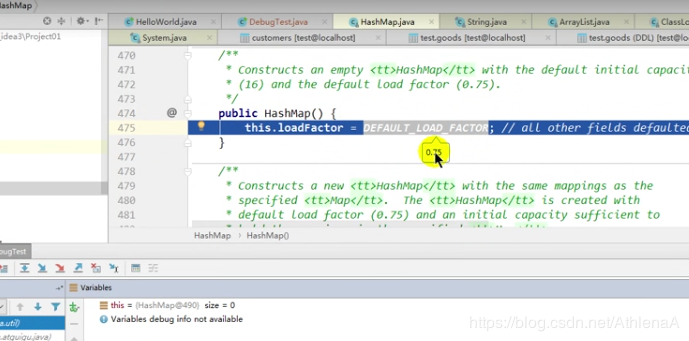 HashMap
HelloWorld.java DebugTest.java HashMap.java String.java ArrayList.java ClassLo
System.java customers [test@localhost] test.goods [test@localhost] test.goods (DDL) [test@localhost]
_idea3\Project01
470 /**
471 * Constructs an empty <tt>HashMap</tt> with the default initial capacit
472 * (16) and the default load factor (0.75).
473 */
474 @ public HashMap() {
475 this.loadFactor = DEFAULT_LOAD_FACTOR; // all other fields defaulted
476 }
477 0.75
478 /**
479 * Constructs a new <tt>HashMap</tt> with the same mappings as the
480 * specified <tt>Map</tt>. The <tt>HashMap</tt> is created with
481 * default load factor (0.75) and an initial capacity sufficient to
HashMap › HashMap()
bugTest
Variables
this = {HashMap@490} size = 0
Variables debug info not available
a.util)
.atguigu.java)
https://blog.csdn.net/AthlenaA